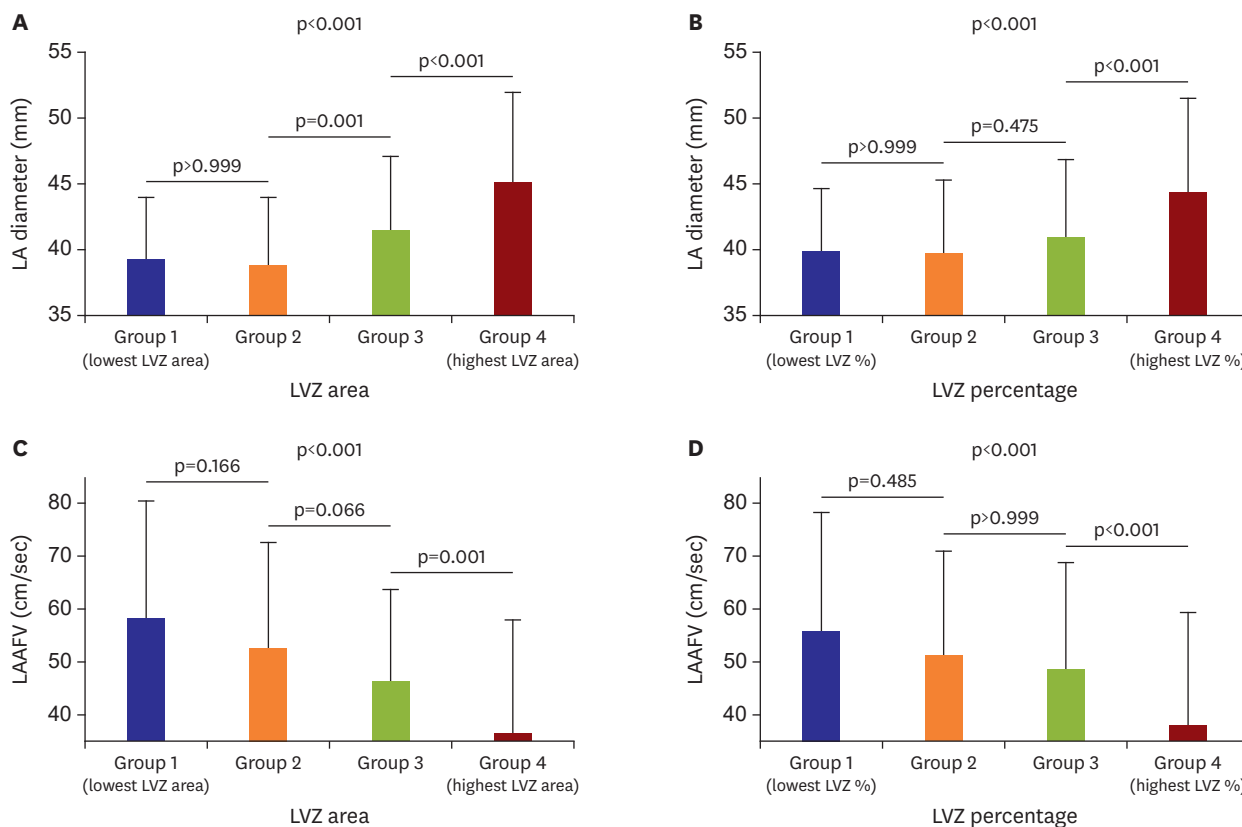 A
p<0.001
LA diameter (mm)
55
50
45
40
35
p>0.999
p=0.001
p<0.001
Group 1
(lowest LVZ area)
Group 2
Group 3
Group 4
(highest LVZ area)
LVZ area
B
p<0.001
LA diameter (mm)
55
50
45
40
35
p>0.999
p=0.475
p<0.001
Group 1
(lowest LVZ %)
Group 2
Group 3
Group 4
(highest LVZ %)
LVZ percentage
C
p<0.001
LAAFV (cm/sec)
80
70
60
50
40
p=0.166
p=0.066
p=0.001
Group 1
(lowest LVZ area)
Group 2
Group 3
Group 4
(highest LVZ area)
LVZ area
D
p<0.001
LAAFV (cm/sec)
80
70
60
50
40
p=0.485
p>0.999
p<0.001
Group 1
(lowest LVZ %)
Group 2
Group 3
Group 4
(highest LVZ %)
LVZ percentage